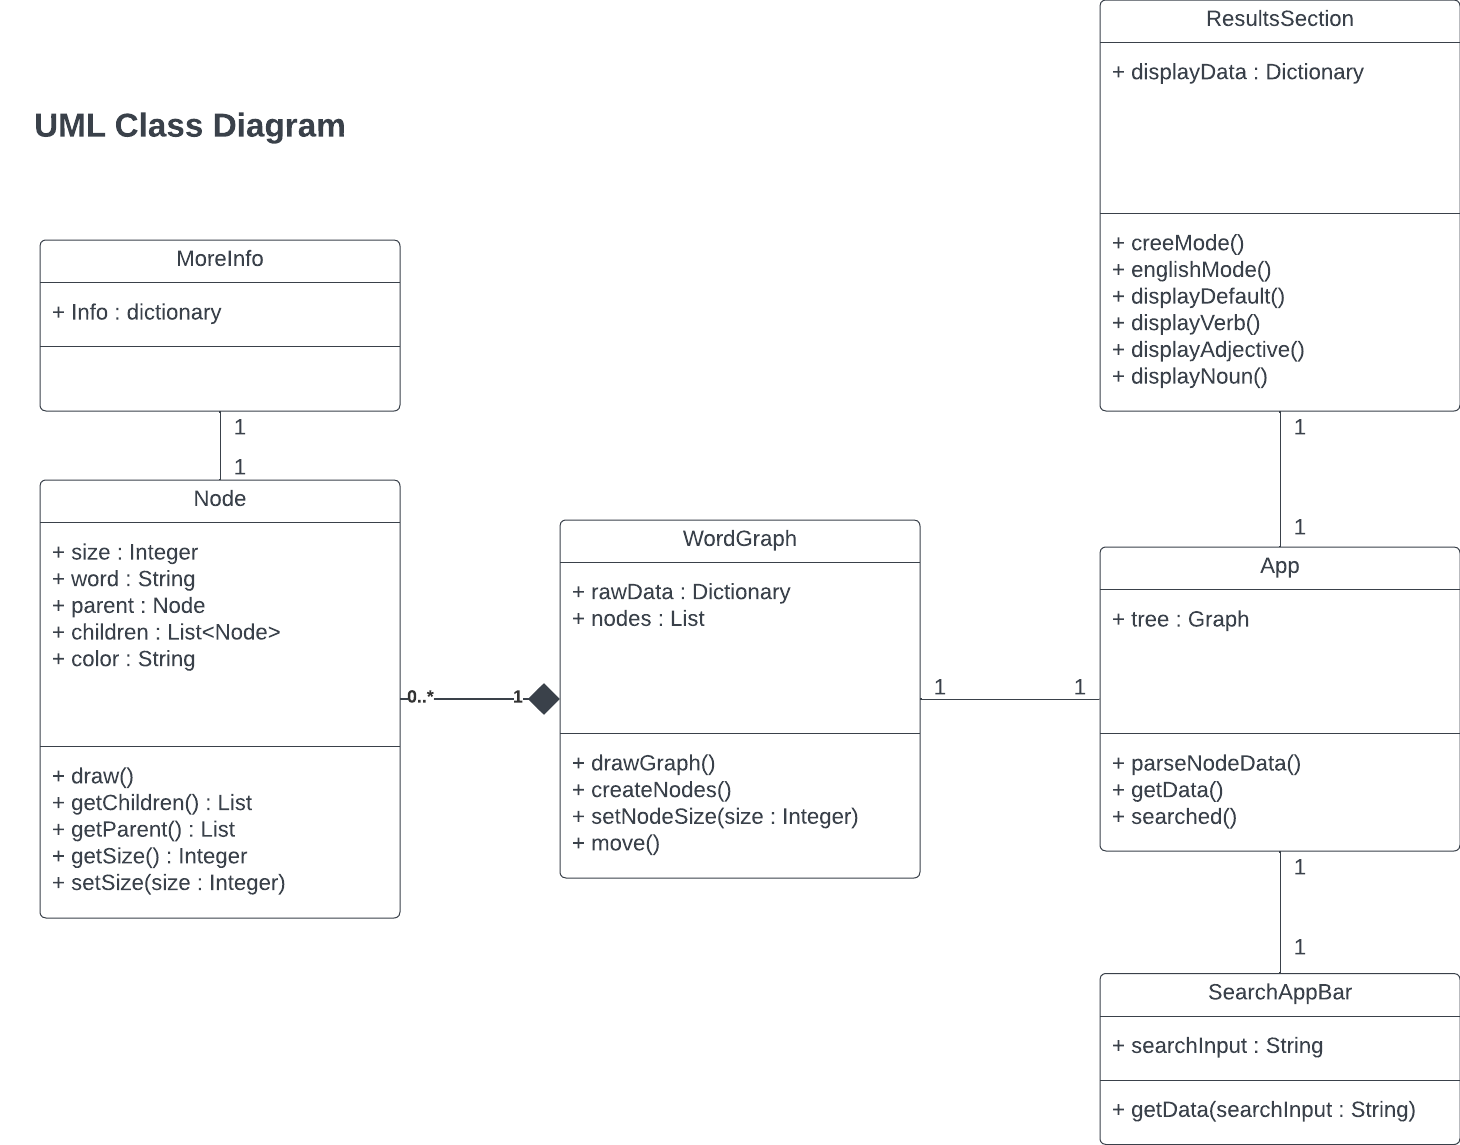 UML Class Diagram
MoreInfo
+ Info : dictionary
1
1
Node
+ size : Integer
+ word : String
+ parent : Node
+ children : List<Node>
+ color : String
+ draw()
+ getChildren() : List
+ getParent() : List
+ getSize() : Integer
+ setSize(size : Integer)
0..*
1
WordGraph
+ rawData : Dictionary
+ nodes : List
+ drawGraph()
+ createNodes()
+ setNodeSize(size : Integer)
+ move()
1
1
ResultsSection
+ displayData : Dictionary
+ creeMode()
+ englishMode()
+ displayDefault()
+ displayVerb()
+ displayAdjective()
+ displayNoun()
1
1
App
+ tree : Graph
+ parseNodeData()
+ getData()
+ searched()
1
1
SearchAppBar
+ searchInput : String
+ getData(searchInput : String)